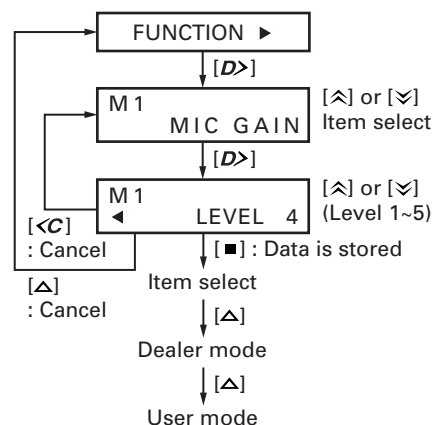 FUNCTION ▶
[D>]
M 1
MIC GAIN
[︽] or [︾]
Item select
[D>]
M 1
◀ LEVEL 4
[︽] or [︾]
(Level 1~5)
[<C]
: Cancel
[■] : Data is stored
[△]
: Cancel
Item select
[△]
Dealer mode
[△]
User mode